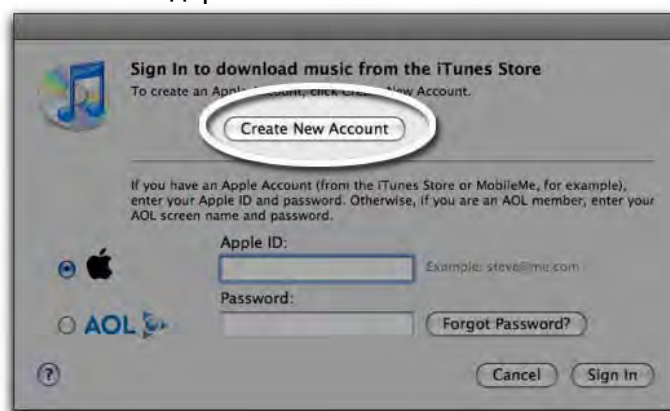 Sign In to download music from the iTunes Store
To create an Apple Account, click Create New Account.
Create New Account
If you have an Apple Account (from the iTunes Store or MobileMe, for example),
enter your Apple ID and password. Otherwise, if you are an AOL member, enter your
AOL screen name and password.
Apple ID:
Example: steve@me.com
Password:
AOL
Forgot Password?
?
Cancel
Sign In